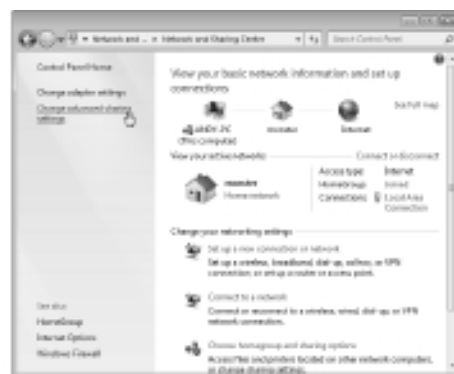 Network and ... Network and Sharing Center
Search Control Panel
Control Panel Home
Change adapter settings
Change advanced sharing
settings
View your basic network information and set up
connections
See full map
ANDY-PC
(This computer)
Internet
View your active networks
Connect or disconnect
Home network
Access type: Internet
HomeGroup: Joined
Connections: Local Area
Connection
Change your networking settings
Set up a new connection or network
Set up a wireless, broadband, dial-up, ad hoc, or VPN
connection; or set up a router or access point.
Connect to a network
Connect or reconnect to a wireless, wired, dial-up, or VPN
network connection.
Choose homegroup and sharing options
Access files and printers located on other network computers,
or change sharing settings.
See also
HomeGroup
Internet Options
Windows Firewall